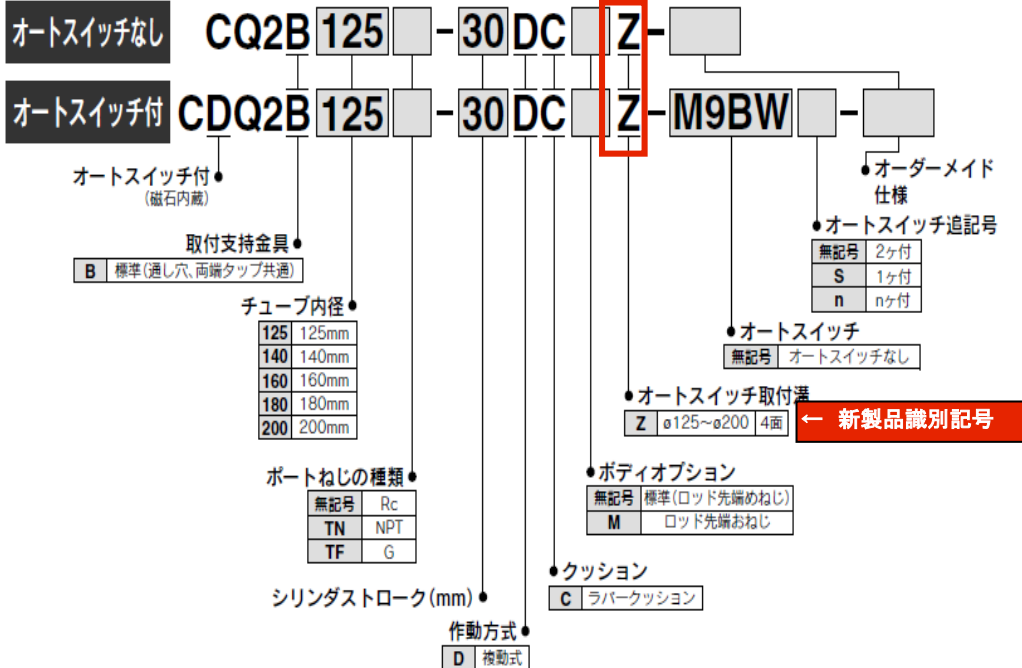 オートスイッチなし CQ2B 125 - 30 DC Z -
オートスイッチ付 CDQ2B 125 - 30 DC Z - M9BW -
オートスイッチ付
(磁石内蔵)
オーダーメイド
仕様
オートスイッチ追記号
無記号 2ヶ付
S 1ヶ付
n nヶ付
取付支持金具
B 標準(通し穴、両端タップ共通)
チューブ内径
125 125mm
140 140mm
160 160mm
180 180mm
200 200mm
オートスイッチ
無記号 オートスイッチなし
オートスイッチ取付溝
Z ø125~ø200 4面
← 新製品識別記号
ポートねじの種類
無記号 Rc
TN NPT
TF G
ボディオプション
無記号 標準(ロッド先端めねじ)
M ロッド先端おねじ
クッション
C ラバークッション
シリンダストローク(mm)
作動方式
D 複動式